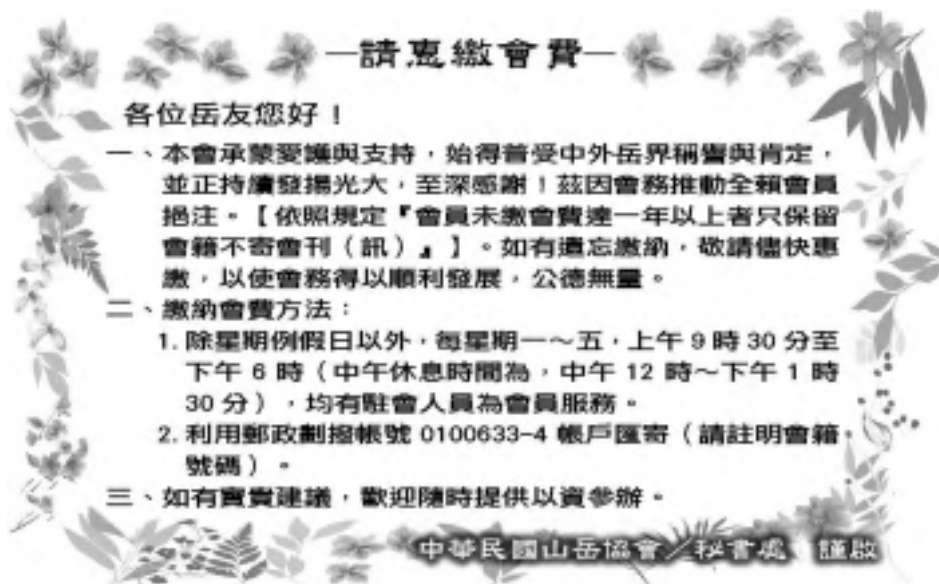 —請惠繳會費—
各位岳友您好！
一、本會承蒙愛護與支持，始得普受中外岳界稱譽與肯定，
並正持續發揚光大，至深感謝！茲因會務推動全賴會員
挹注。【依照規定『會員未繳會費達一年以上者只保留
會籍不寄會刊（訊）』】。如有遺忘繳納，敬請儘快惠
繳，以使會務得以順利發展，公德無量。
二、繳納會費方法：
1. 除星期例假日以外，每星期一～五，上午 9 時 30 分至
下午 6 時（中午休息時間為，中午 12 時～下午 1 時
30 分），均有駐會人員為會員服務。
2. 利用郵政劃撥帳號 0100633-4 帳戶匯寄（請註明會籍
號碼）。
三、如有寶貴建議，歡迎隨時提供以資參辦。
中華民國山岳協會／秘書處 謹啟